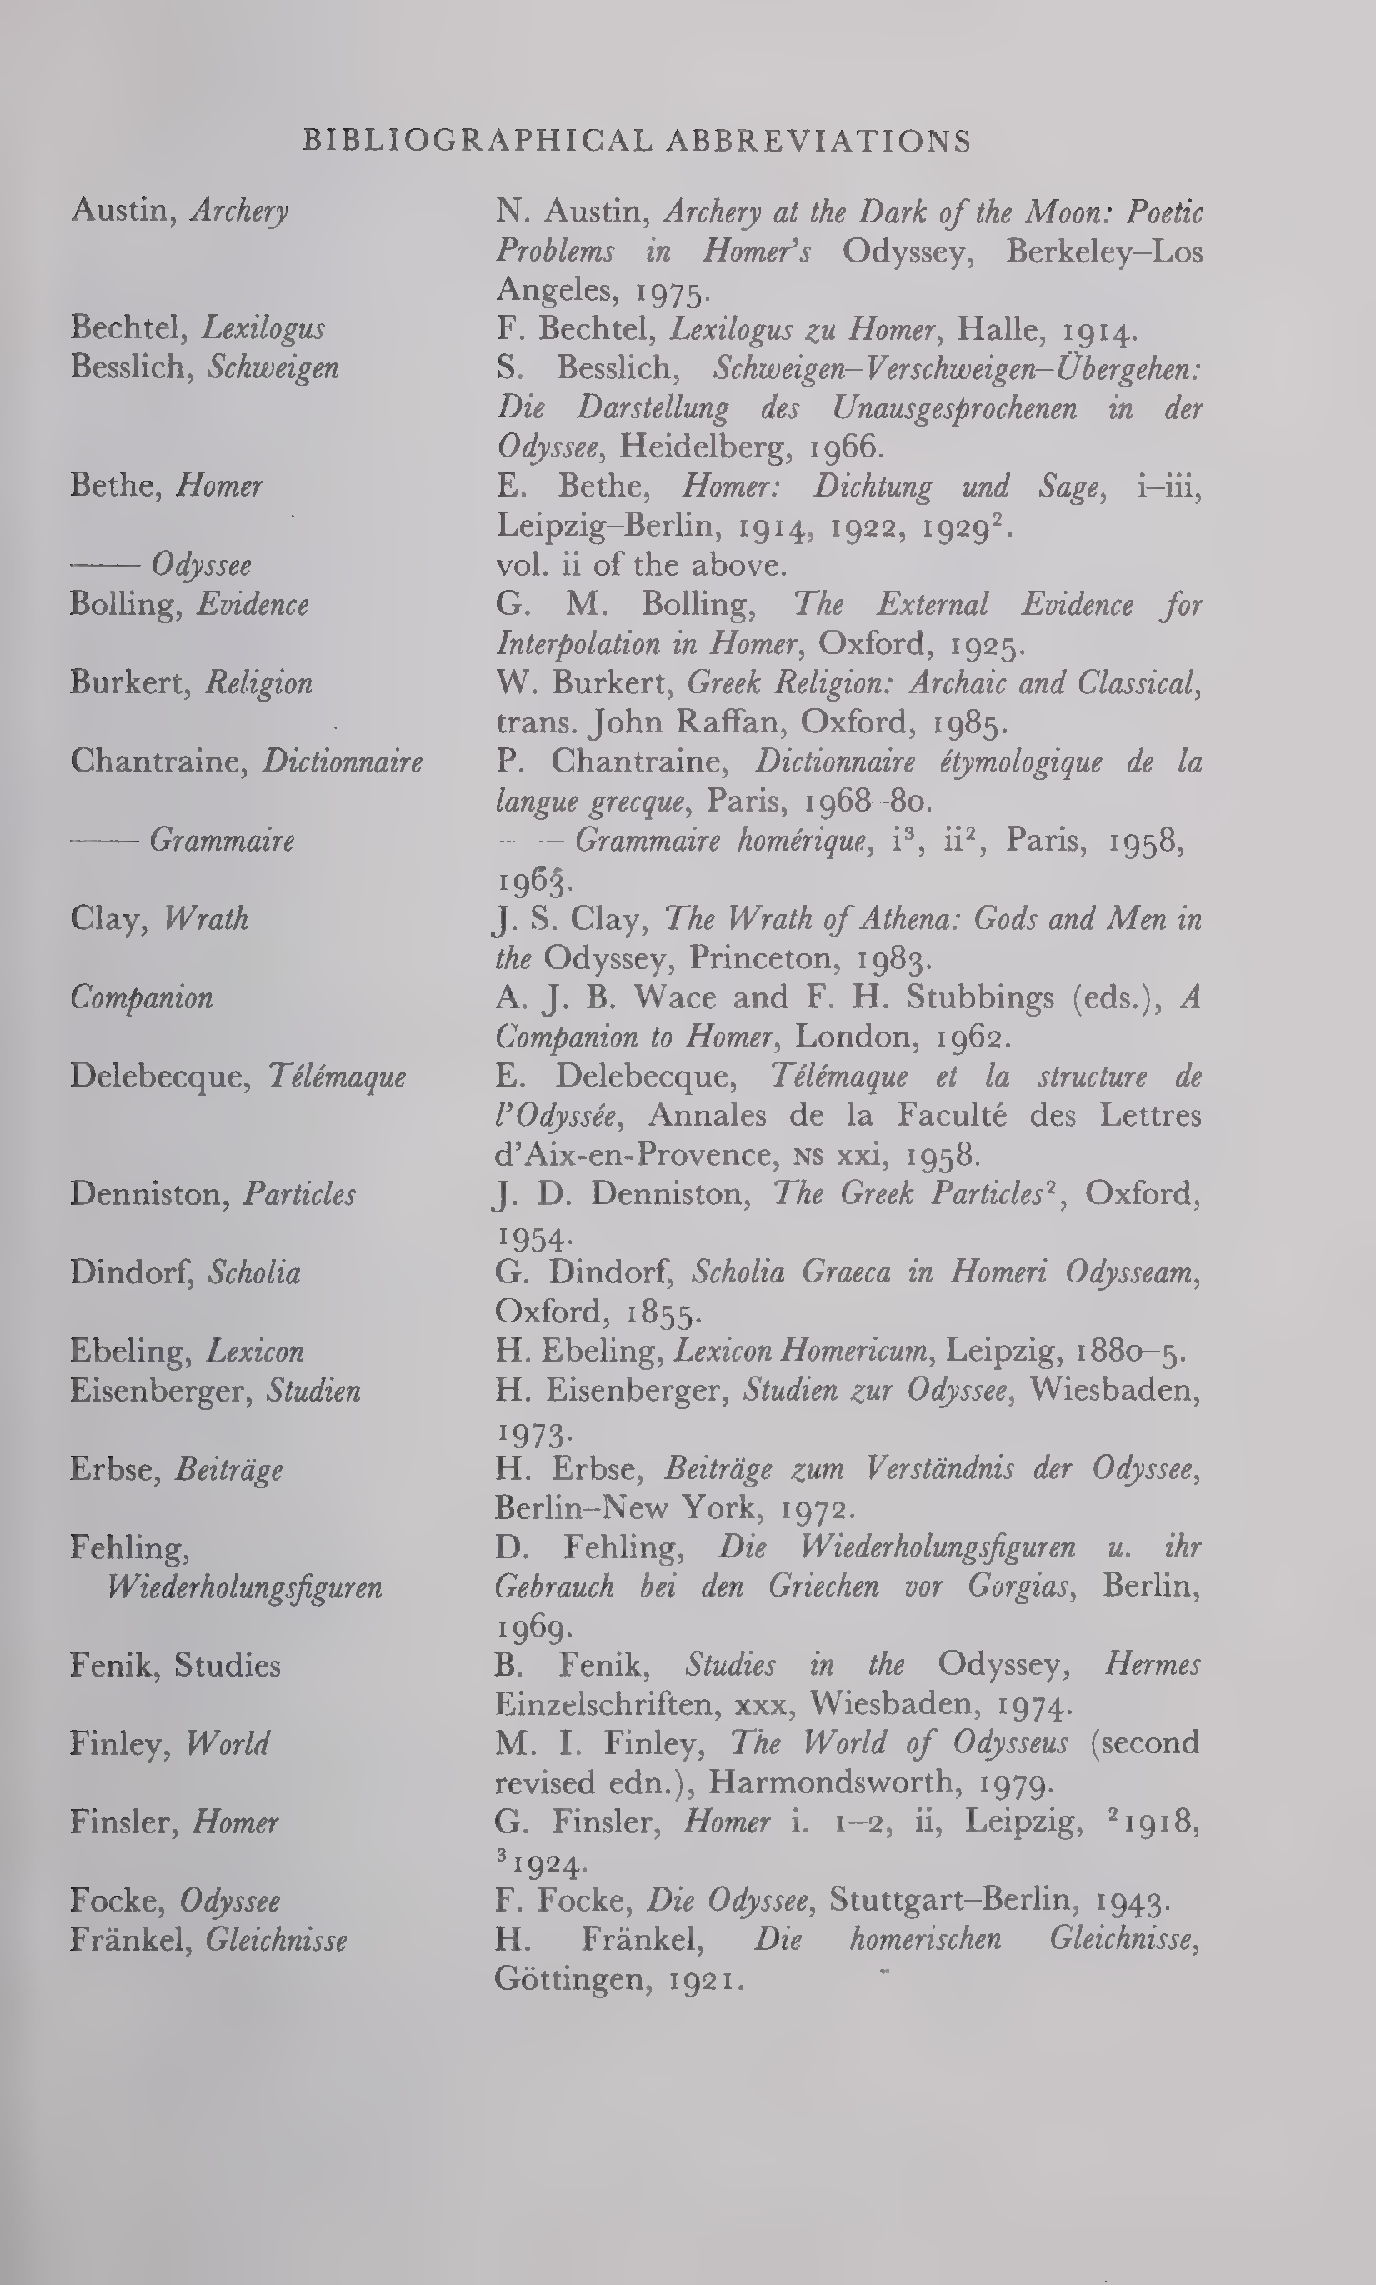 BIBLIOGRAPHICAL ABBREVIATIONS
Austin, Archery N. Austin, Archery at the Dark of the Moon: Poetic
Problems in Homer's Odyssey, Berkeley–Los
Angeles, 1975.
Bechtel, Lexilogus F. Bechtel, Lexilogus zu Homer, Halle, 1914.
Besslich, Schweigen S. Besslich, Schweigen–Verschweigen–Übergehen:
Die Darstellung des Unausgesprochenen in der
Odyssee, Heidelberg, 1966.
Bethe, Homer E. Bethe, Homer: Dichtung und Sage, i–iii,
Leipzig–Berlin, 1914, 1922, 1929².
—— Odyssee vol. ii of the above.
Bolling, Evidence G. M. Bolling, The External Evidence for
Interpolation in Homer, Oxford, 1925.
Burkert, Religion W. Burkert, Greek Religion: Archaic and Classical,
trans. John Raffan, Oxford, 1985.
Chantraine, Dictionnaire P. Chantraine, Dictionnaire étymologique de la
langue grecque, Paris, 1968–80.
—— Grammaire —— Grammaire homérique, i³, ii², Paris, 1958,
1963.
Clay, Wrath J. S. Clay, The Wrath of Athena: Gods and Men in
the Odyssey, Princeton, 1983.
Companion A. J. B. Wace and F. H. Stubbings (eds.), A
Companion to Homer, London, 1962.
Delebecque, Télémaque E. Delebecque, Télémaque et la structure de
l'Odyssée, Annales de la Faculté des Lettres
d'Aix-en-Provence, NS xxi, 1958.
Denniston, Particles J. D. Denniston, The Greek Particles², Oxford,
1954.
Dindorf, Scholia G. Dindorf, Scholia Graeca in Homeri Odysseam,
Oxford, 1855.
Ebeling, Lexicon H. Ebeling, Lexicon Homericum, Leipzig, 1880–5.
Eisenberger, Studien H. Eisenberger, Studien zur Odyssee, Wiesbaden,
1973.
Erbse, Beiträge H. Erbse, Beiträge zum Verständnis der Odyssee,
Berlin–New York, 1972.
Fehling, D. Fehling, Die Wiederholungsfiguren u. ihr
Wiederholungsfiguren Gebrauch bei den Griechen vor Gorgias, Berlin,
1969.
Fenik, Studies B. Fenik, Studies in the Odyssey, Hermes
Einzelschriften, xxx, Wiesbaden, 1974.
Finley, World M. I. Finley, The World of Odysseus (second
revised edn.), Harmondsworth, 1979.
Finsler, Homer G. Finsler, Homer i. 1–2, ii, Leipzig, ²1918,
³1924.
Focke, Odyssee F. Focke, Die Odyssee, Stuttgart–Berlin, 1943.
Fränkel, Gleichnisse H. Fränkel, Die homerischen Gleichnisse,
Göttingen, 1921.